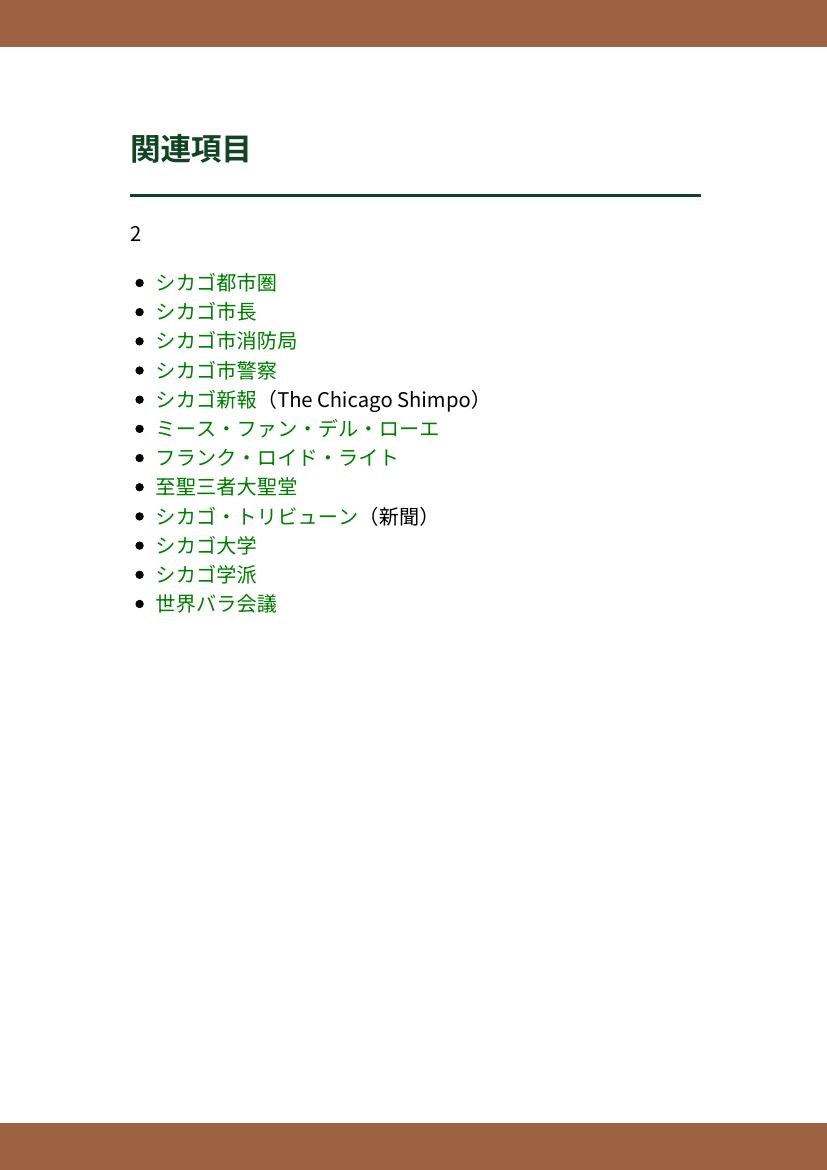 関連項目
2
シカゴ都市圏
シカゴ市長
シカゴ市消防局
シカゴ市警察
シカゴ新報（The Chicago Shimpo）
ミース・ファン・デル・ローエ
フランク・ロイド・ライト
至聖三者大聖堂
シカゴ・トリビューン（新聞）
シカゴ大学
シカゴ学派
世界バラ会議